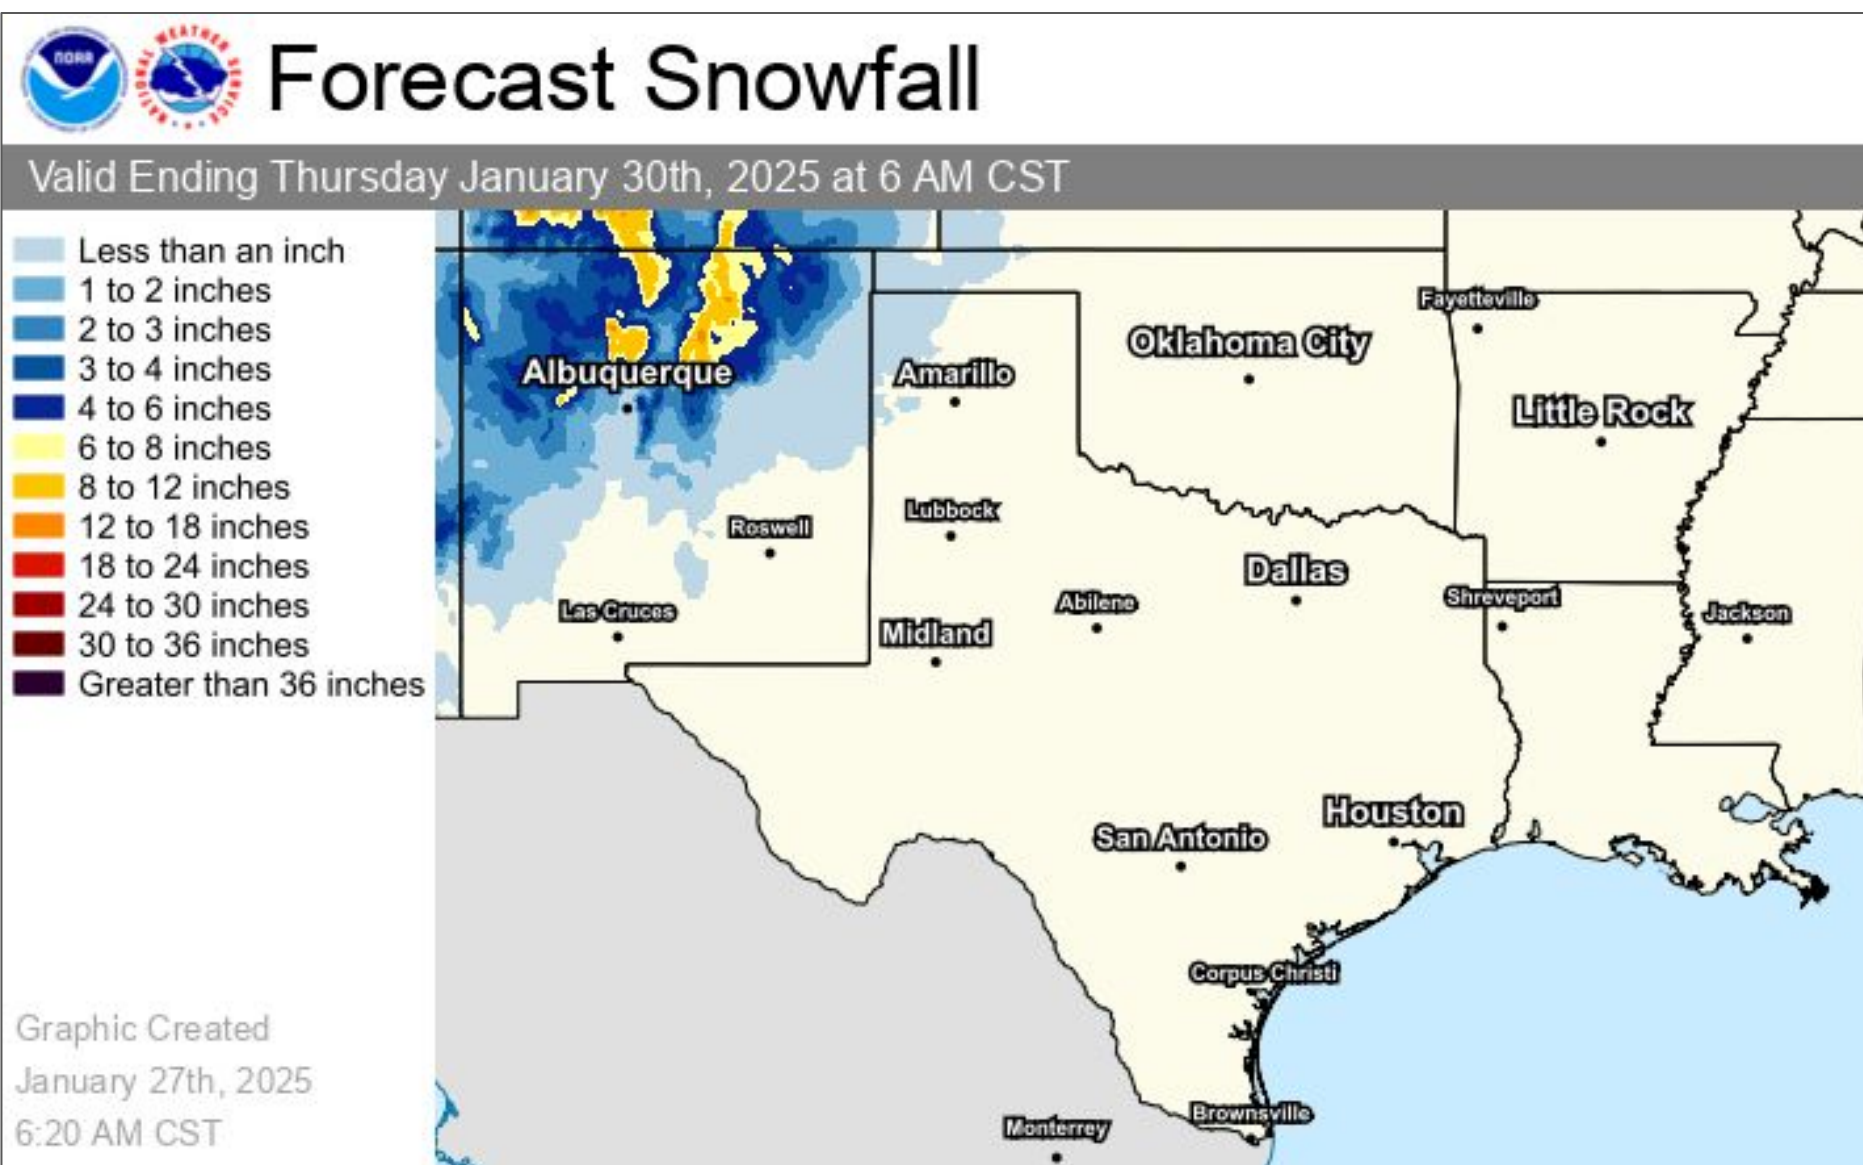 NOAA
NATIONAL WEATHER SERVICE
Forecast Snowfall
Valid Ending Thursday January 30th, 2025 at 6 AM CST
Less than an inch
1 to 2 inches
2 to 3 inches
3 to 4 inches
4 to 6 inches
6 to 8 inches
8 to 12 inches
12 to 18 inches
18 to 24 inches
24 to 30 inches
30 to 36 inches
Greater than 36 inches
Graphic Created
January 27th, 2025
6:20 AM CST
Fayetteville
Oklahoma City
Albuquerque
Amarillo
Little Rock
Lubbock
Roswell
Dallas
Shreveport
Abilene
Las Cruces
Jackson
Midland
Houston
San Antonio
Corpus Christi
Brownsville
Monterrey